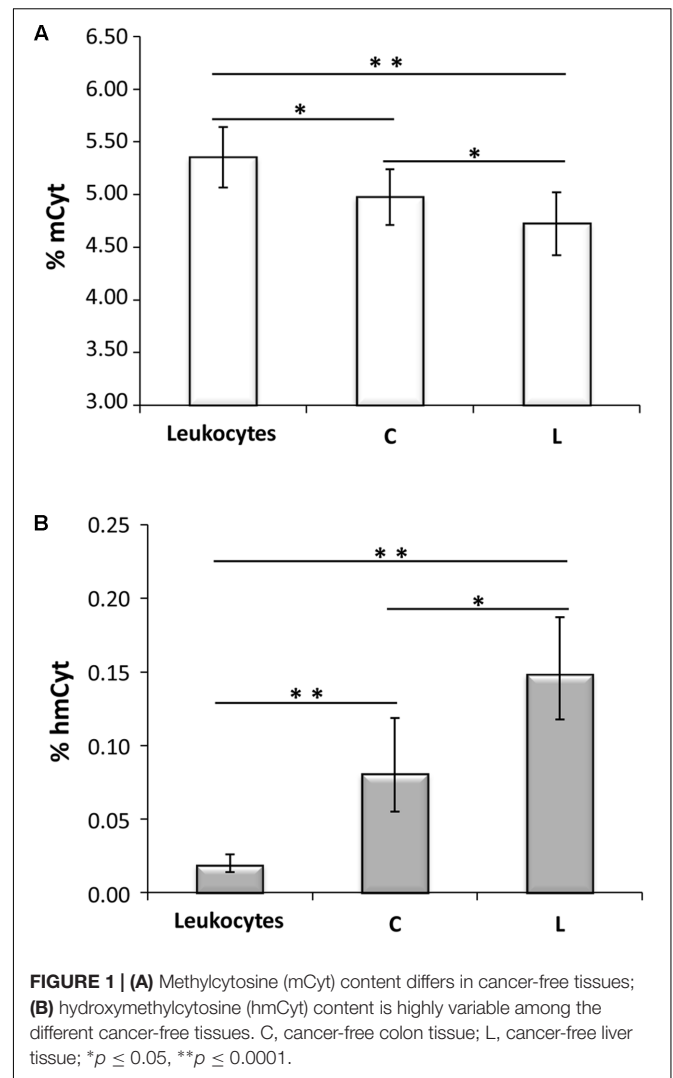 A
6.50
6.00
5.50
5.00
4.50
4.00
3.50
3.00
% mCyt
* *
*
*
Leukocytes C L
B
0.25
0.20
0.15
0.10
0.05
0.00
% hmCyt
* *
*
* *
Leukocytes C L
FIGURE 1 | (A) Methylcytosine (mCyt) content differs in cancer-free tissues;
(B) hydroxymethylcytosine (hmCyt) content is highly variable among the
different cancer-free tissues. C, cancer-free colon tissue; L, cancer-free liver
tissue; *p ≤ 0.05, **p ≤ 0.0001.